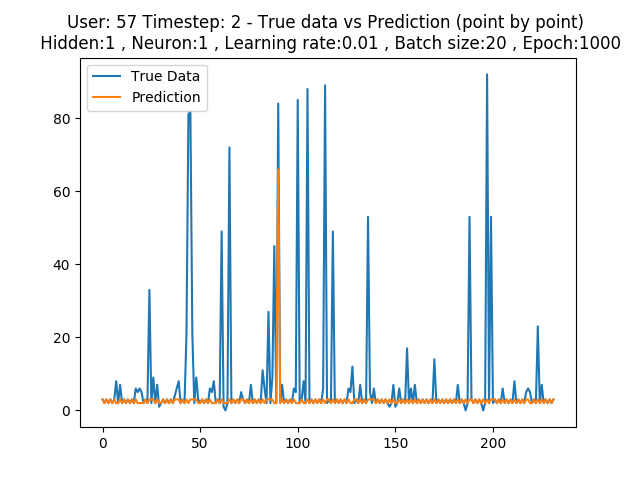 User: 57 Timestep: 2 - True data vs Prediction (point by point)
Hidden:1 , Neuron:1 , Learning rate:0.01 , Batch size:20 , Epoch:1000
True Data
Prediction
80
60
40
20
0
0 50 100 150 200